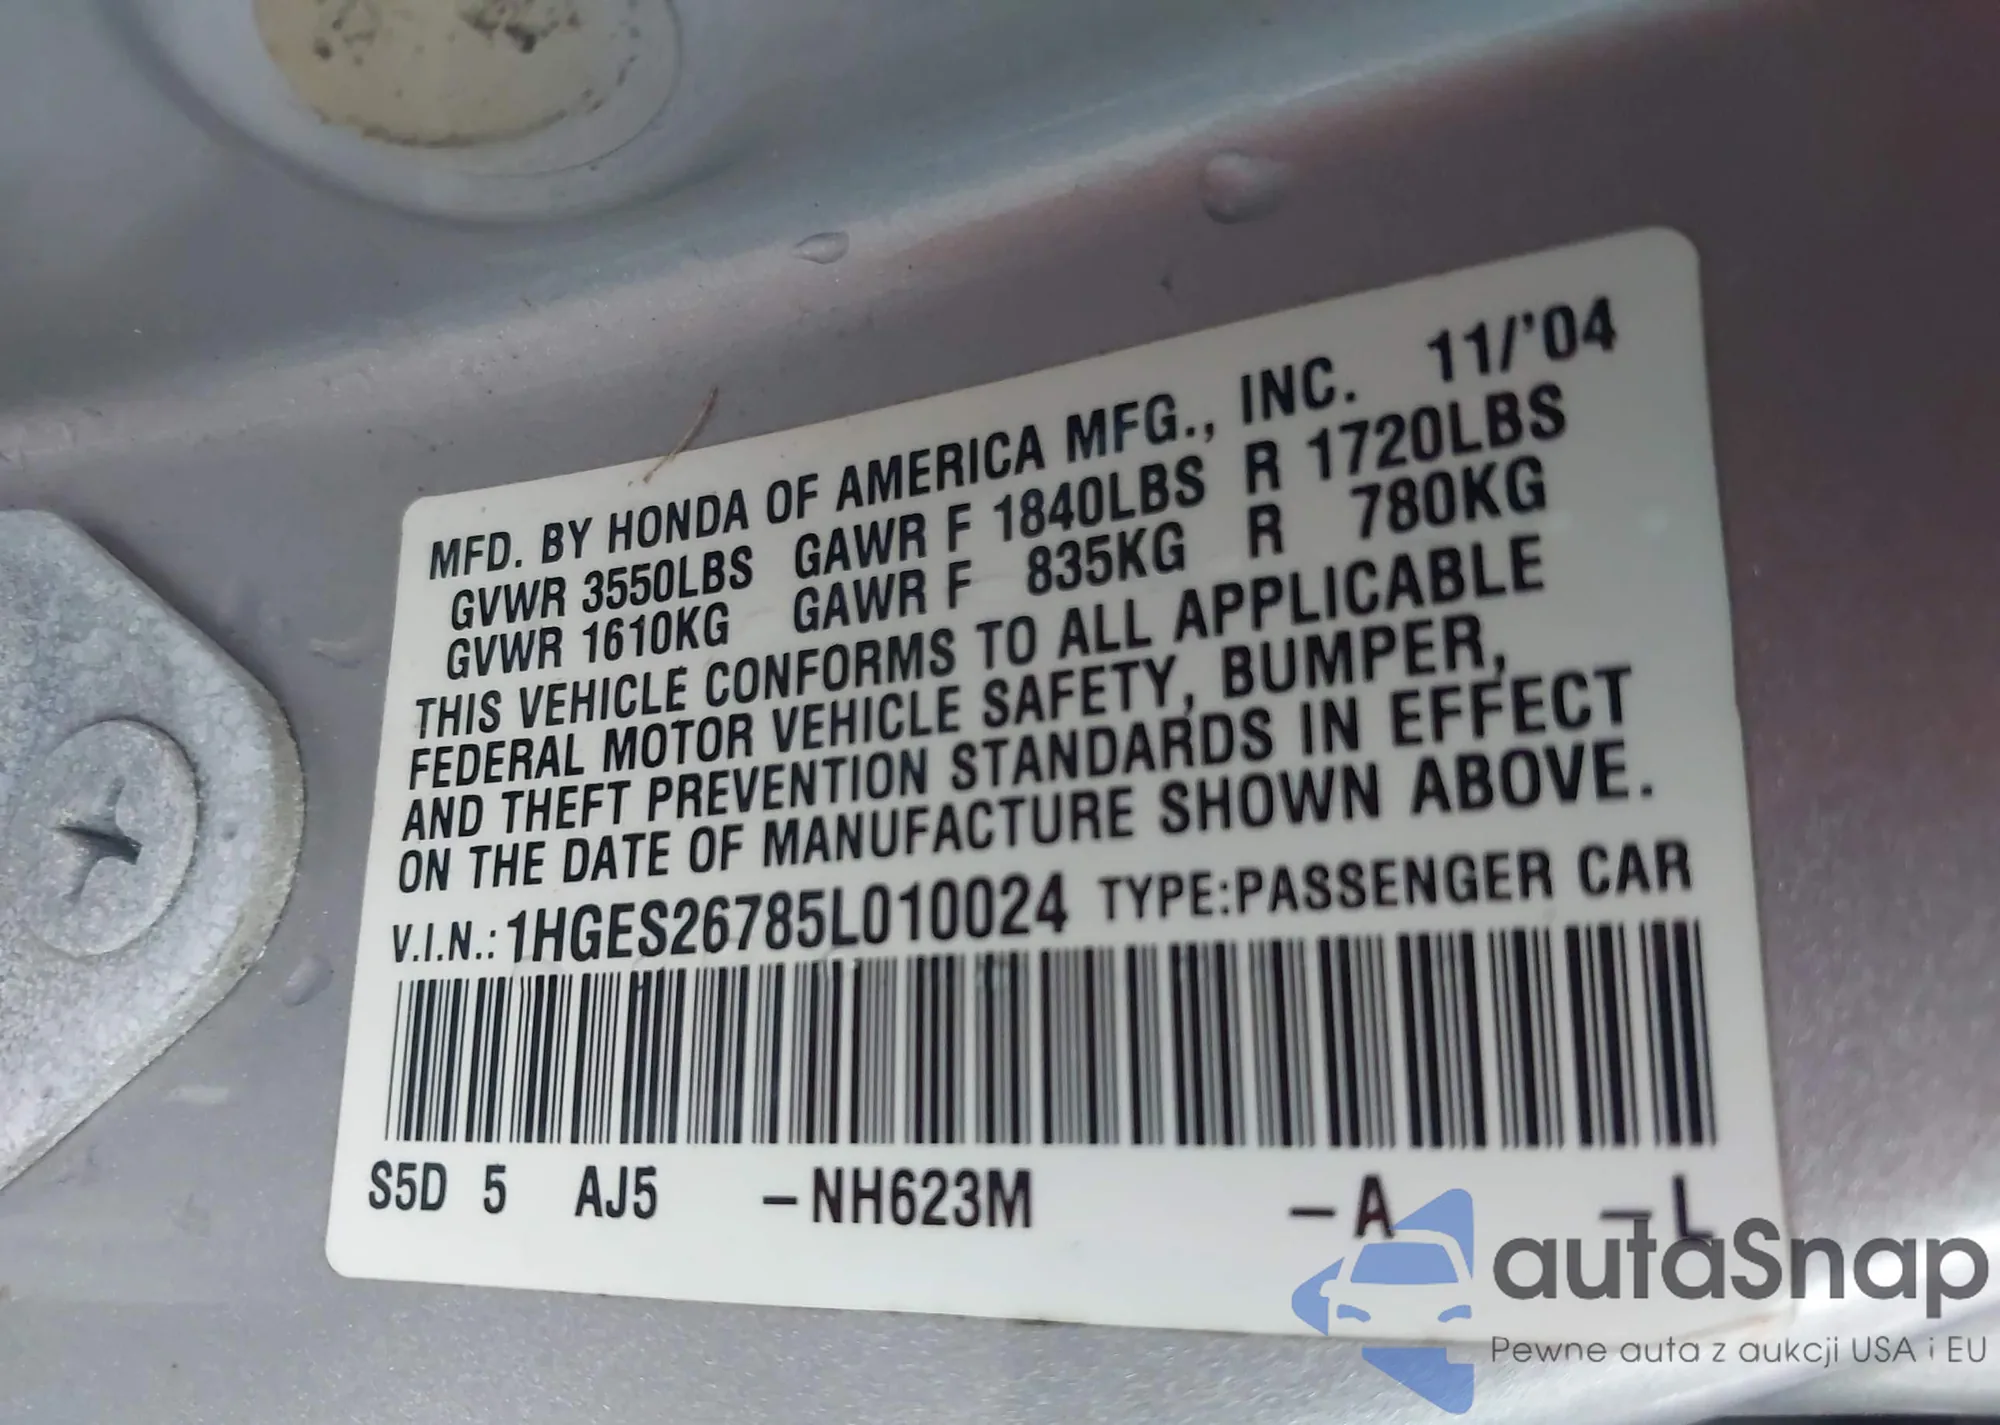 MFD. BY HONDA OF AMERICA MFG., INC. 11/'04
GVWR 3550LBS GAWR F 1840LBS R 1720LBS
GVWR 1610KG GAWR F 835KG R 780KG
THIS VEHICLE CONFORMS TO ALL APPLICABLE
FEDERAL MOTOR VEHICLE SAFETY, BUMPER,
AND THEFT PREVENTION STANDARDS IN EFFECT
ON THE DATE OF MANUFACTURE SHOWN ABOVE.
V.I.N.: 1HGES26785L010024 TYPE:PASSENGER CAR
S5D 5 AJ5 –NH623M –A –L
autaSnap
Pewne auta z aukcji USA i EU